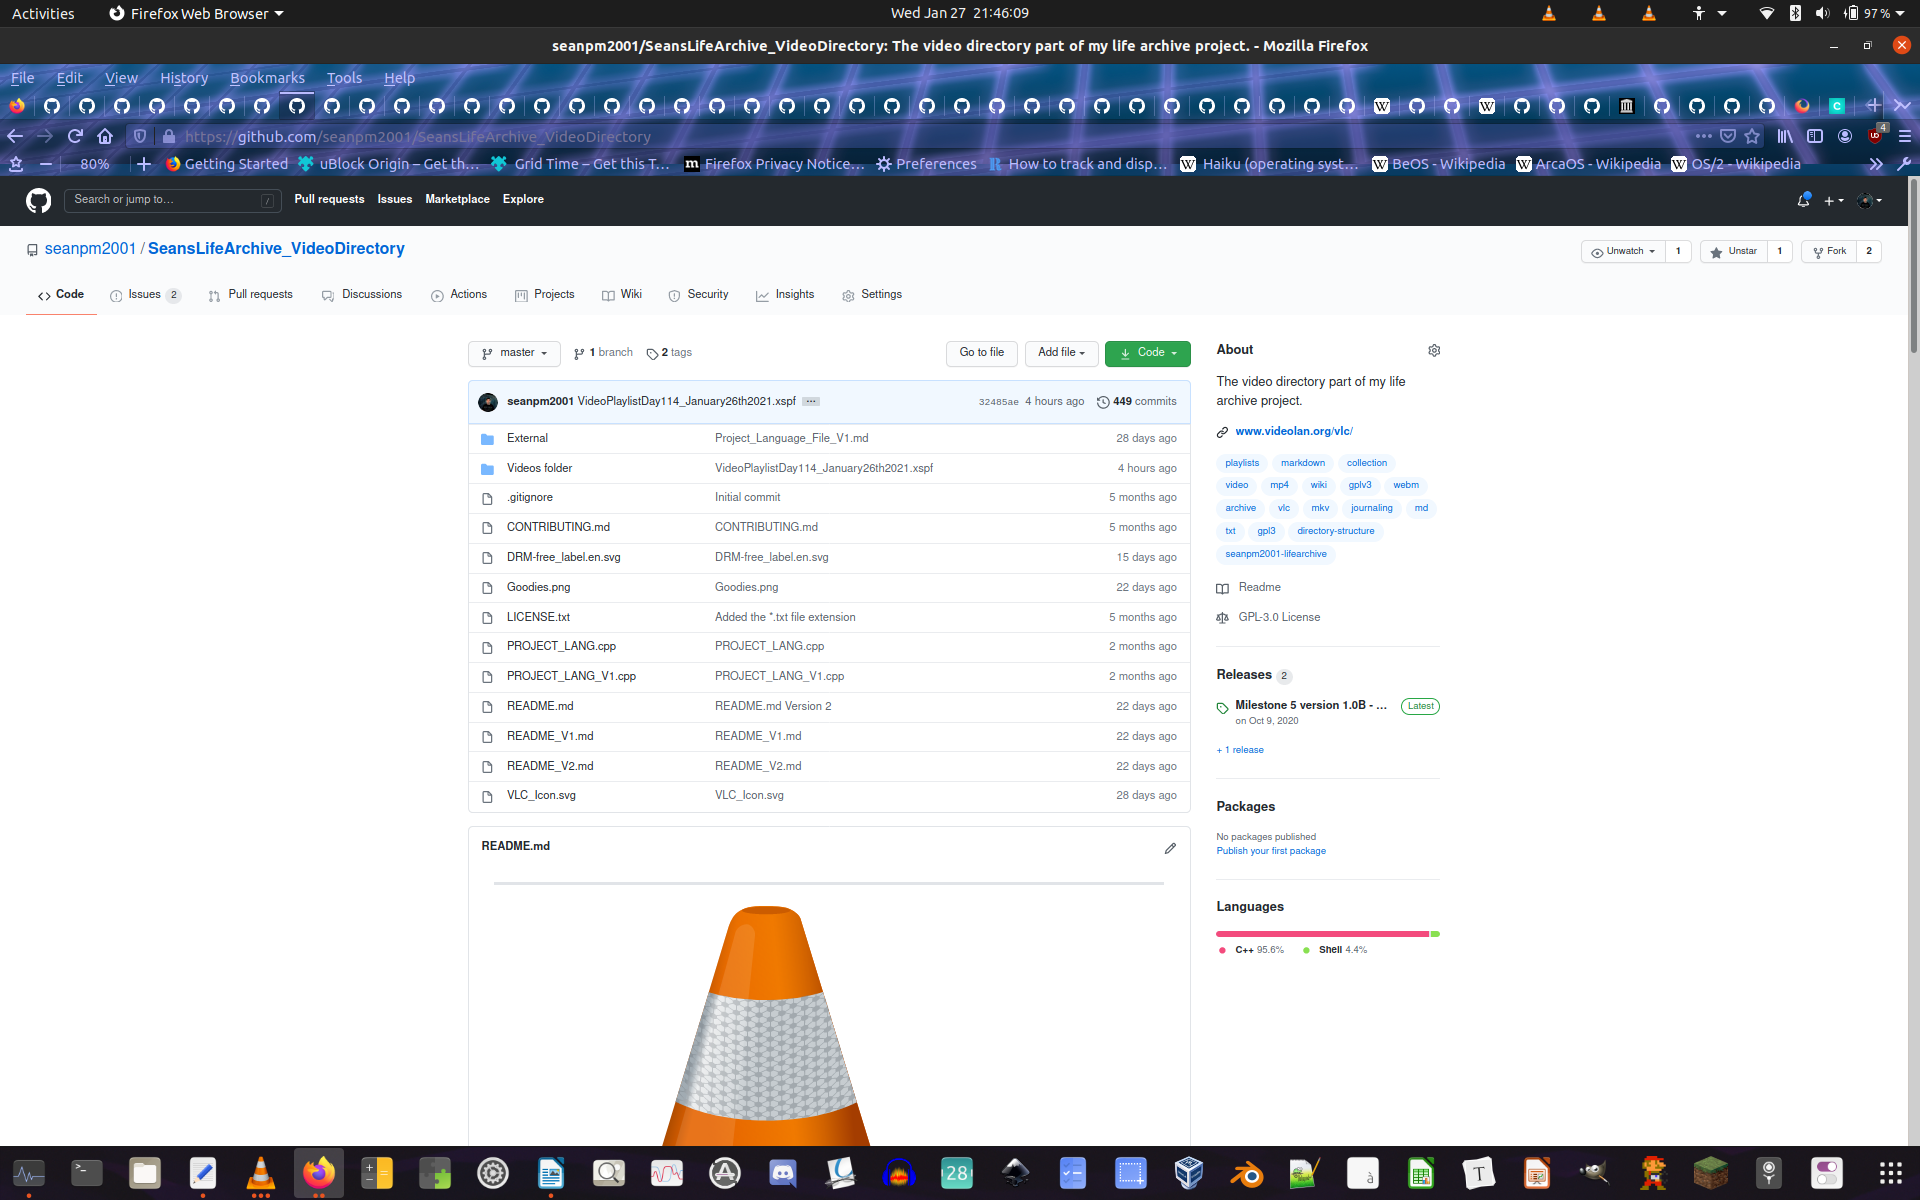 Activities Firefox Web Browser Wed Jan 27 21:46:09 97 %
seanpm2001/SeansLifeArchive_VideoDirectory: The video directory part of my life archive project. - Mozilla Firefox
File Edit View History Bookmarks Tools Help
https://github.com/seanpm2001/SeansLifeArchive_VideoDirectory 4
80% Getting Started uBlock Origin – Get th… Grid Time – Get this T… Firefox Privacy Notice… Preferences How to track and disp… Haiku (operating syst… BeOS - Wikipedia ArcaOS - Wikipedia OS/2 - Wikipedia
Search or jump to… / Pull requests Issues Marketplace Explore
seanpm2001 / SeansLifeArchive_VideoDirectory Unwatch 1 Unstar 1 Fork 2
Code Issues 2 Pull requests Discussions Actions Projects Wiki Security Insights Settings
master 1 branch 2 tags Go to file Add file Code
seanpm2001 VideoPlaylistDay114_January26th2021.xspf ... 32485ae 4 hours ago 449 commits
External Project_Language_File_V1.md 28 days ago
Videos folder VideoPlaylistDay114_January26th2021.xspf 4 hours ago
.gitignore Initial commit 5 months ago
CONTRIBUTING.md CONTRIBUTING.md 5 months ago
DRM-free_label.en.svg DRM-free_label.en.svg 15 days ago
Goodies.png Goodies.png 22 days ago
LICENSE.txt Added the *.txt file extension 5 months ago
PROJECT_LANG.cpp PROJECT_LANG.cpp 2 months ago
PROJECT_LANG_V1.cpp PROJECT_LANG_V1.cpp 2 months ago
README.md README.md Version 2 22 days ago
README_V1.md README_V1.md 22 days ago
README_V2.md README_V2.md 22 days ago
VLC_Icon.svg VLC_Icon.svg 28 days ago
README.md
About
The video directory part of my life
archive project.
www.videolan.org/vlc/
playlists markdown collection
video mp4 wiki gplv3 webm
archive vlc mkv journaling md
txt gpl3 directory-structure
seanpm2001-lifearchive
Readme
GPL-3.0 License
Releases 2
Milestone 5 version 1.0B - ... Latest
on Oct 9, 2020
+ 1 release
Packages
No packages published
Publish your first package
Languages
C++ 95.6% Shell 4.4%
28